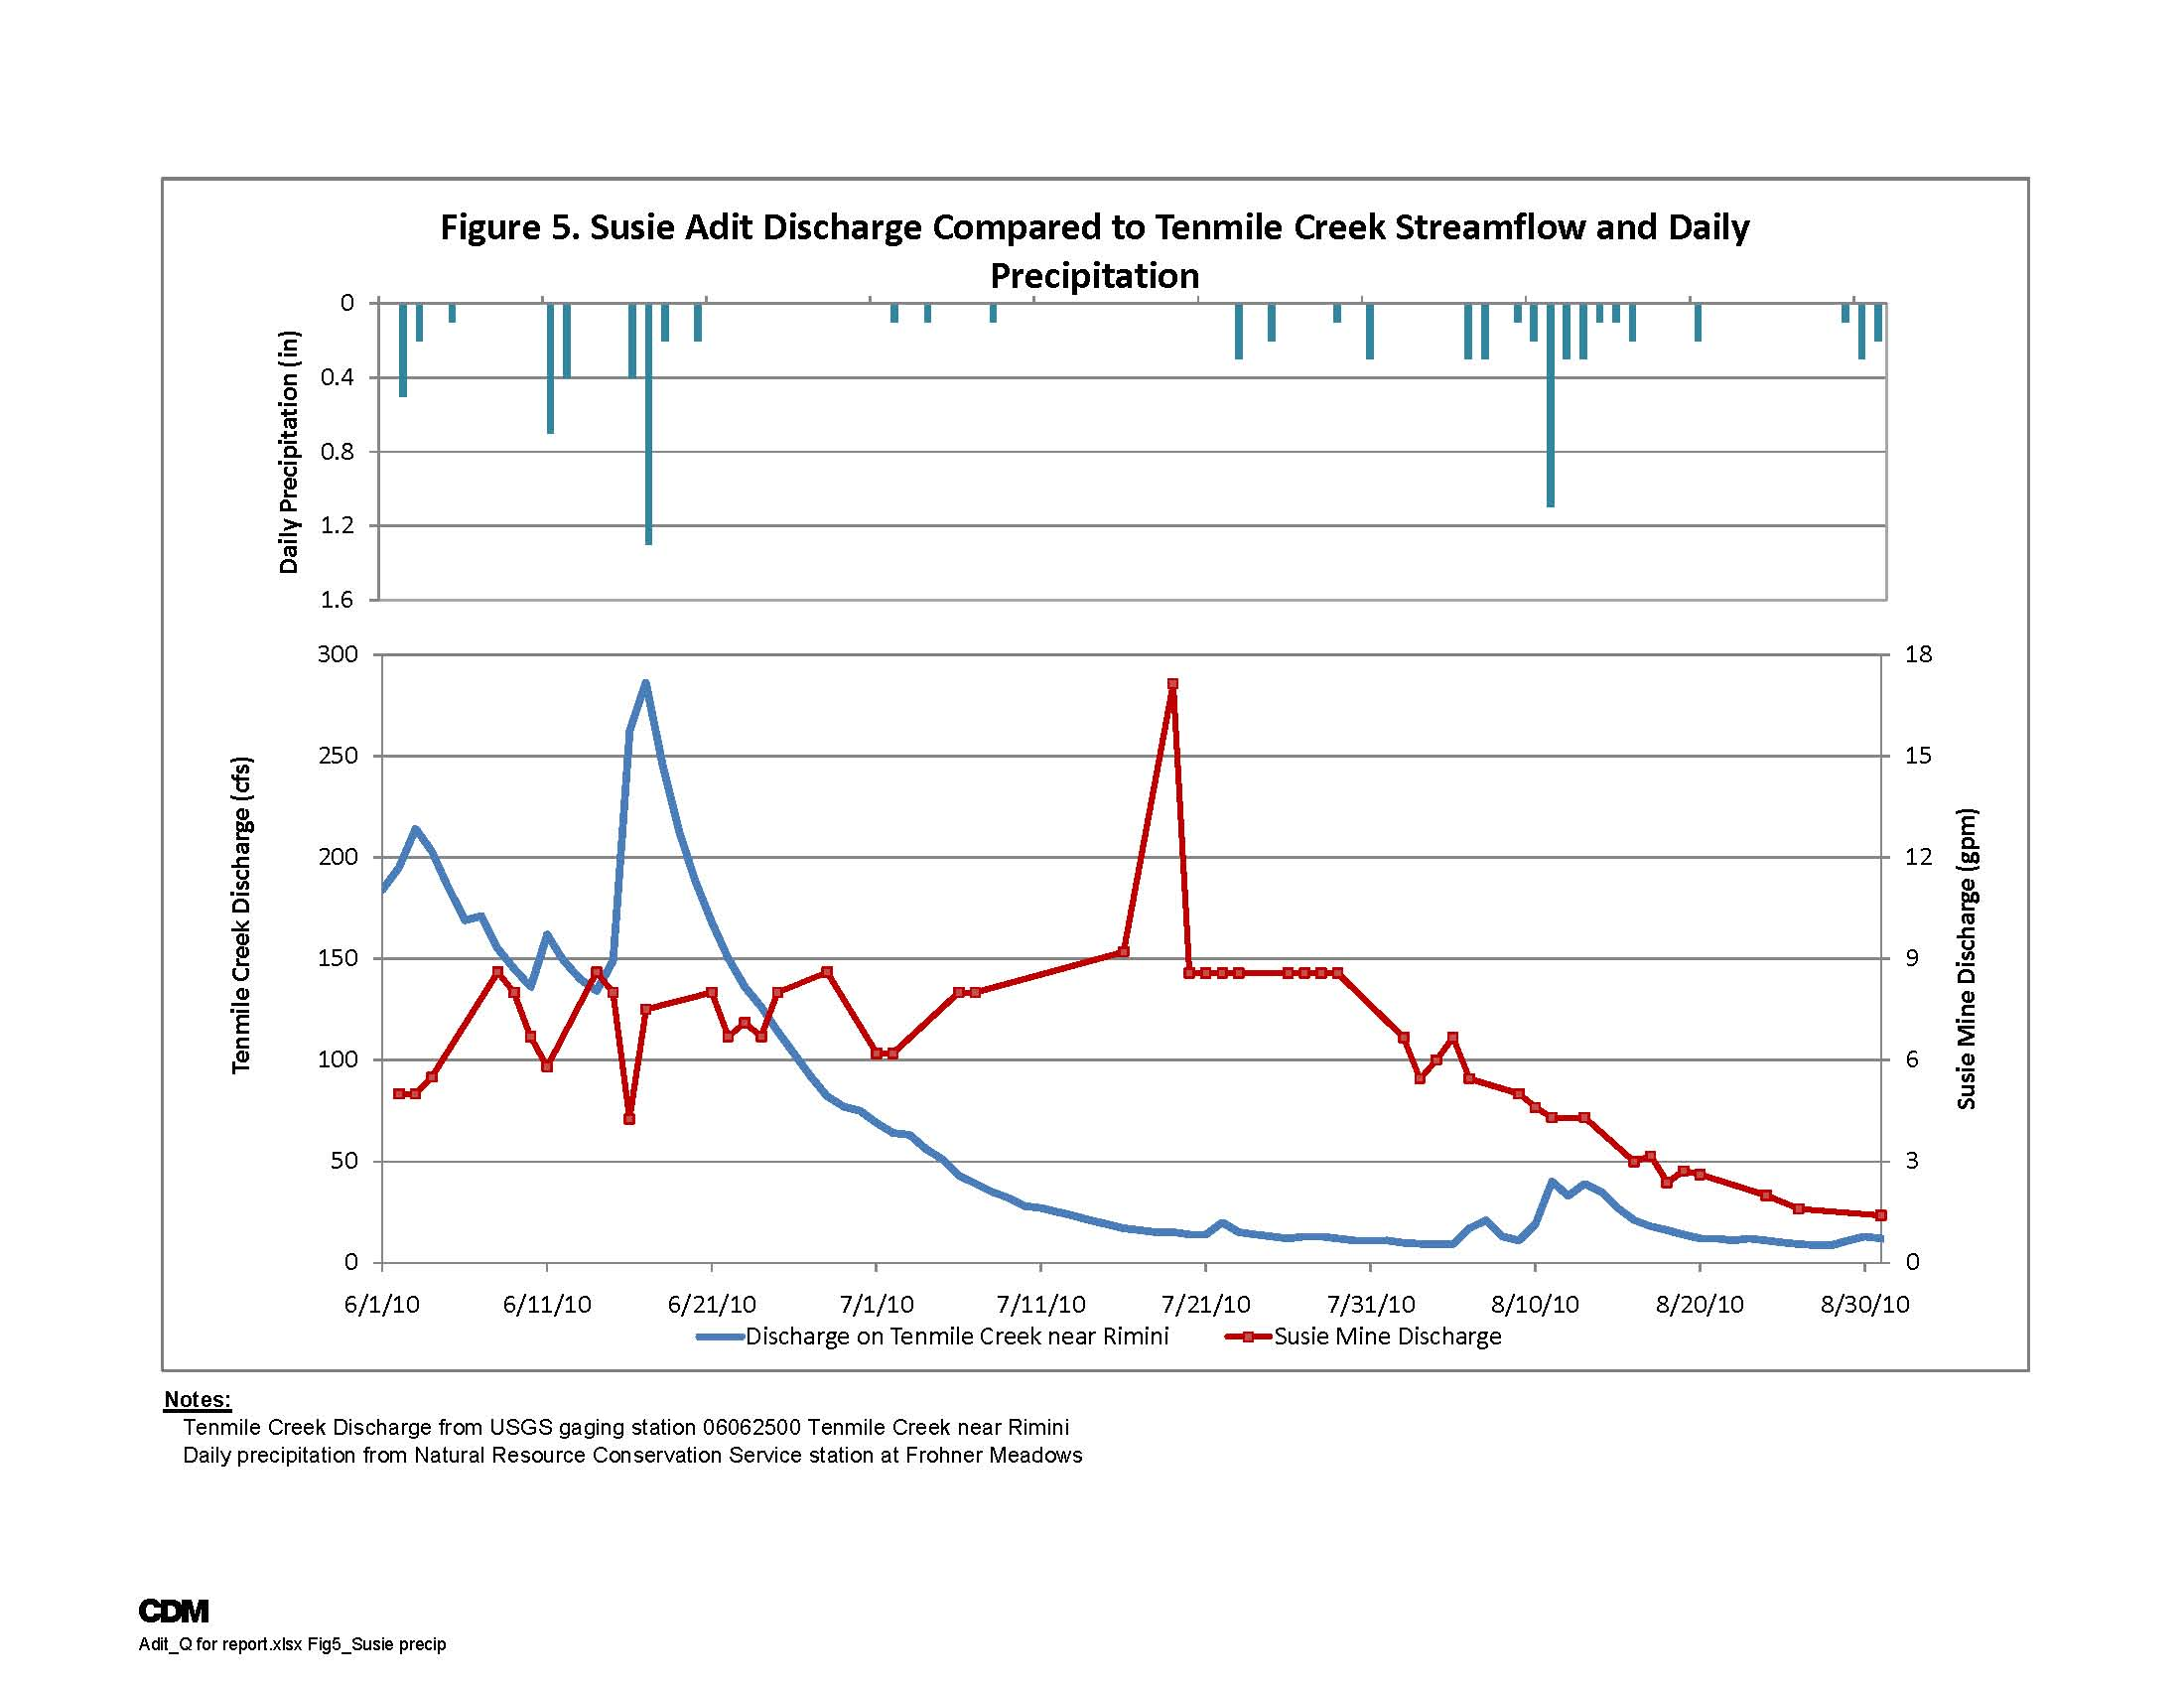 Figure 5. Susie Adit Discharge Compared to Tenmile Creek Streamflow and Daily
Precipitation
Daily Precipitation (in)
0
0.4
0.8
1.2
1.6
Tenmile Creek Discharge (cfs)
300
250
200
150
100
50
0
18
15
12
9
6
3
0
Susie Mine Discharge (gpm)
6/1/10 6/11/10 6/21/10 7/1/10 7/11/10 7/21/10 7/31/10 8/10/10 8/20/10 8/30/10
Discharge on Tenmile Creek near Rimini Susie Mine Discharge
Notes:
Tenmile Creek Discharge from USGS gaging station 06062500 Tenmile Creek near Rimini
Daily precipitation from Natural Resource Conservation Service station at Frohner Meadows
CDM
Adit_Q for report.xlsx Fig5_Susie precip